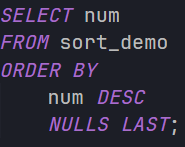 SELECT num
FROM sort_demo
ORDER BY
    num DESC
    NULLS LAST;